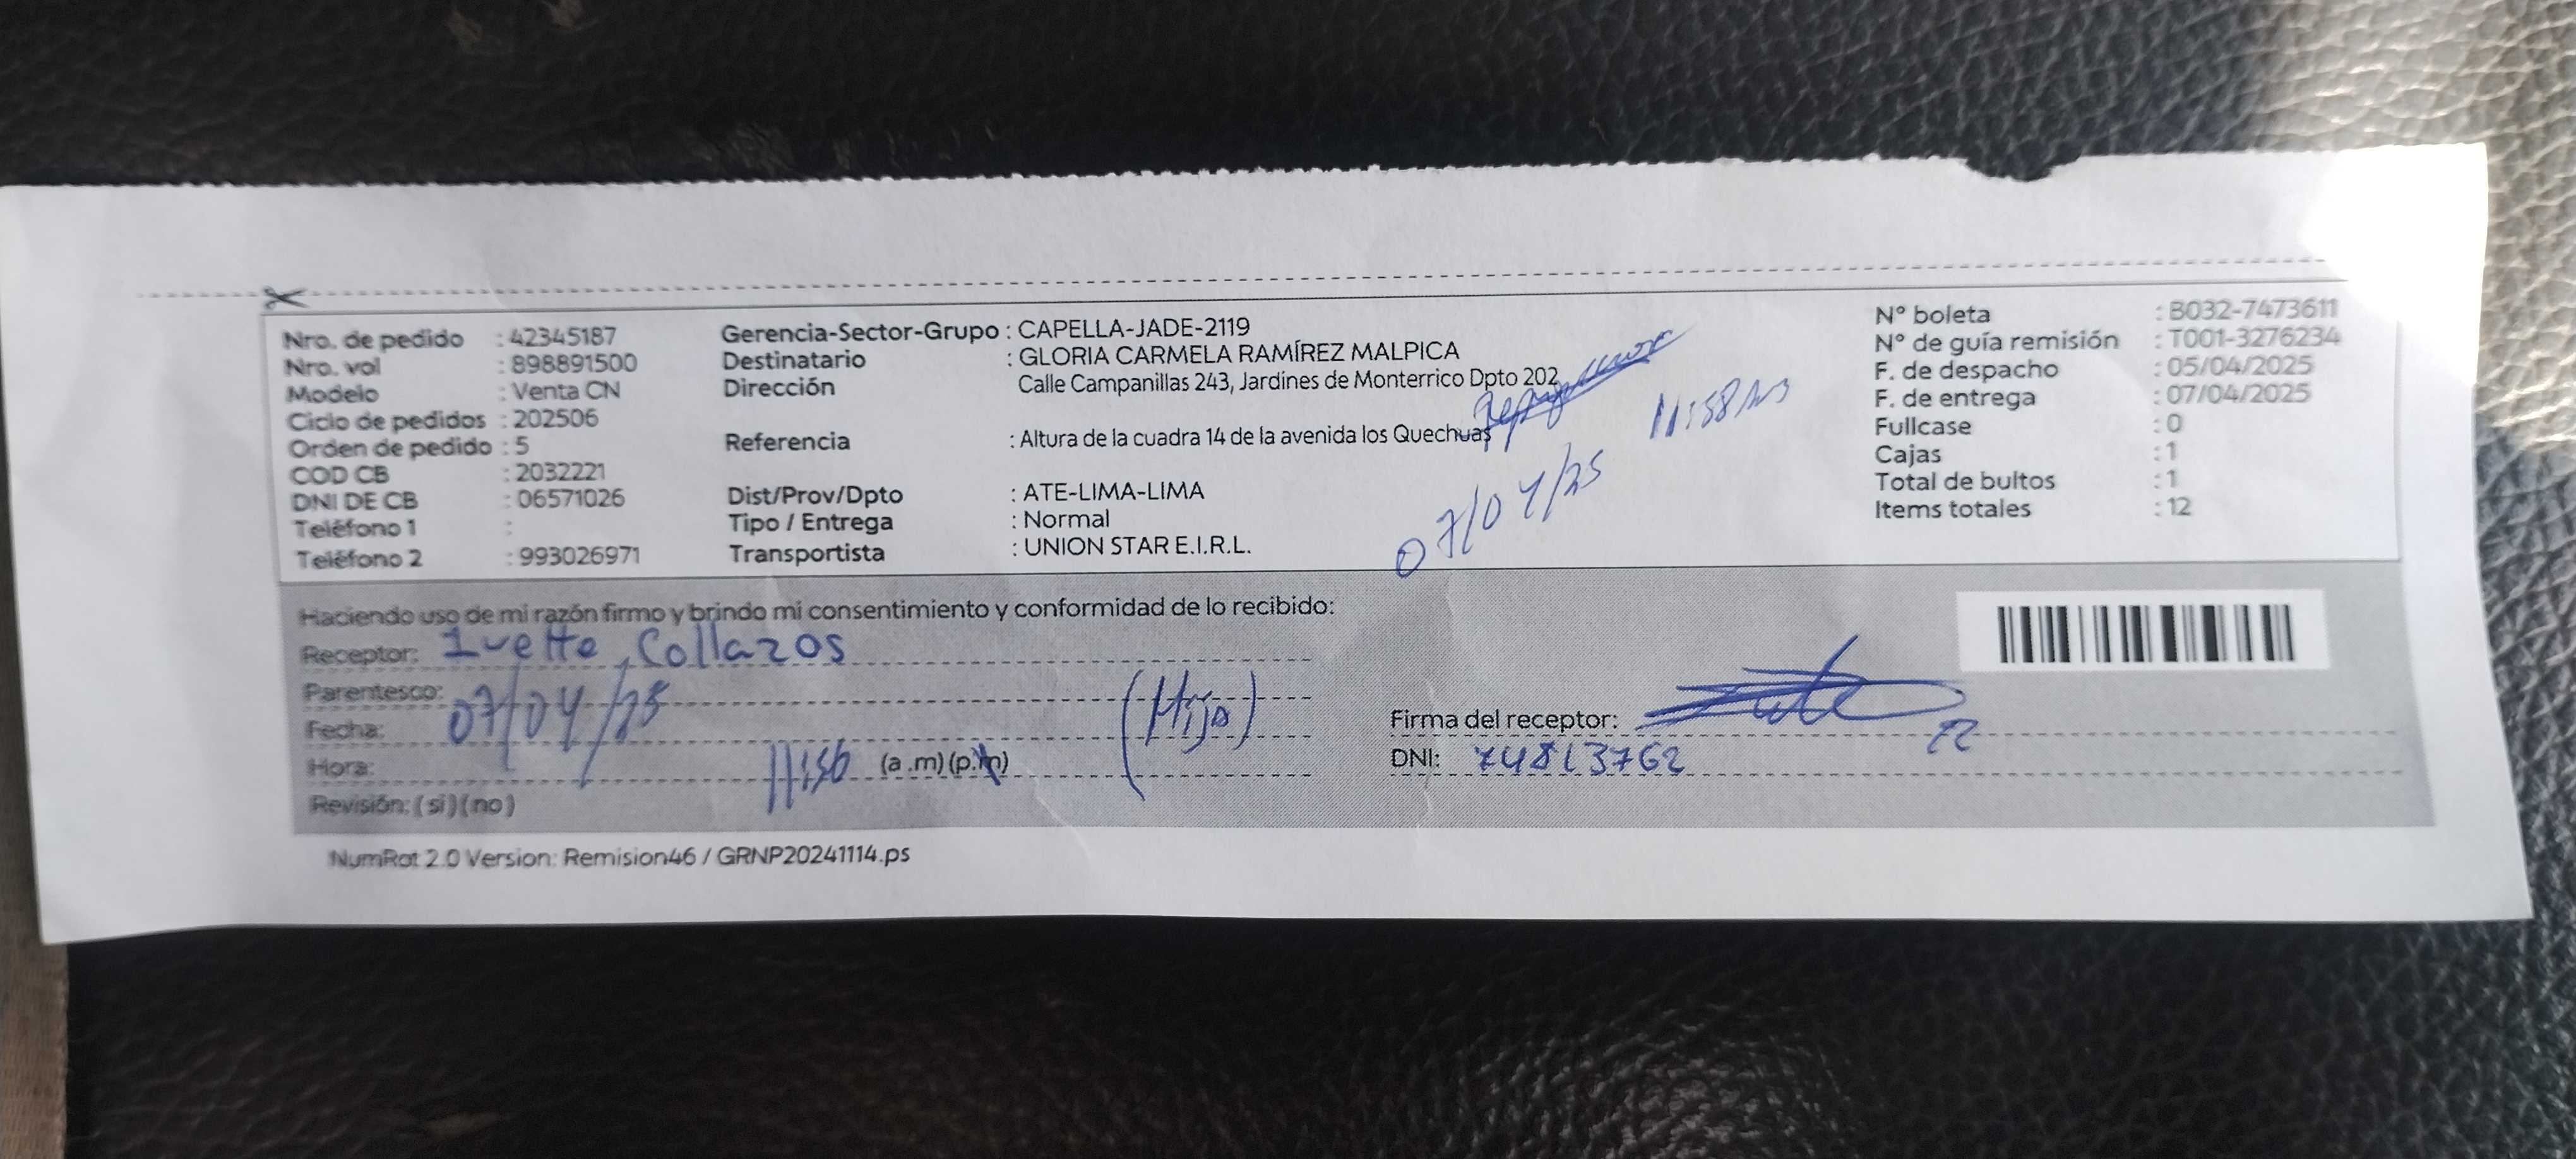 Nro. de pedido : 42345187
Nro. vol : 898891500
Modelo : Venta CN
Ciclo de pedidos : 202506
Orden de pedido : 5
COD CB : 2032221
DNI DE CB : 06571026
Teléfono 1 :
Teléfono 2 : 993026971
Gerencia-Sector-Grupo : CAPELLA-JADE-2119
Destinatario : GLORIA CARMELA RAMÍREZ MALPICA
Dirección Calle Campanillas 243, Jardines de Monterrico Dpto 202
Referencia : Altura de la cuadra 14 de la avenida los Quechuas
Dist/Prov/Dpto : ATE-LIMA-LIMA
Tipo / Entrega : Normal
Transportista : UNION STAR E.I.R.L.
11:58
07/04/25
N° boleta : B032-7473611
N° de guía remisión : T001-3276234
F. de despacho : 05/04/2025
F. de entrega : 07/04/2025
Fullcase : 0
Cajas : 1
Total de bultos : 1
Items totales : 12
Haciendo uso de mi razón firmo y brindo mi consentimiento y conformidad de lo recibido:
Receptor: Ivette, Collazos
Parentesco: (Hija)
Fecha: 07/04/25
Hora: (a .m) (p.m)
Revisión: ( si ) ( no )
Firma del receptor:
DNI: 74813762
NumRot 2.0 Version: Remision46 / GRNP20241114.ps